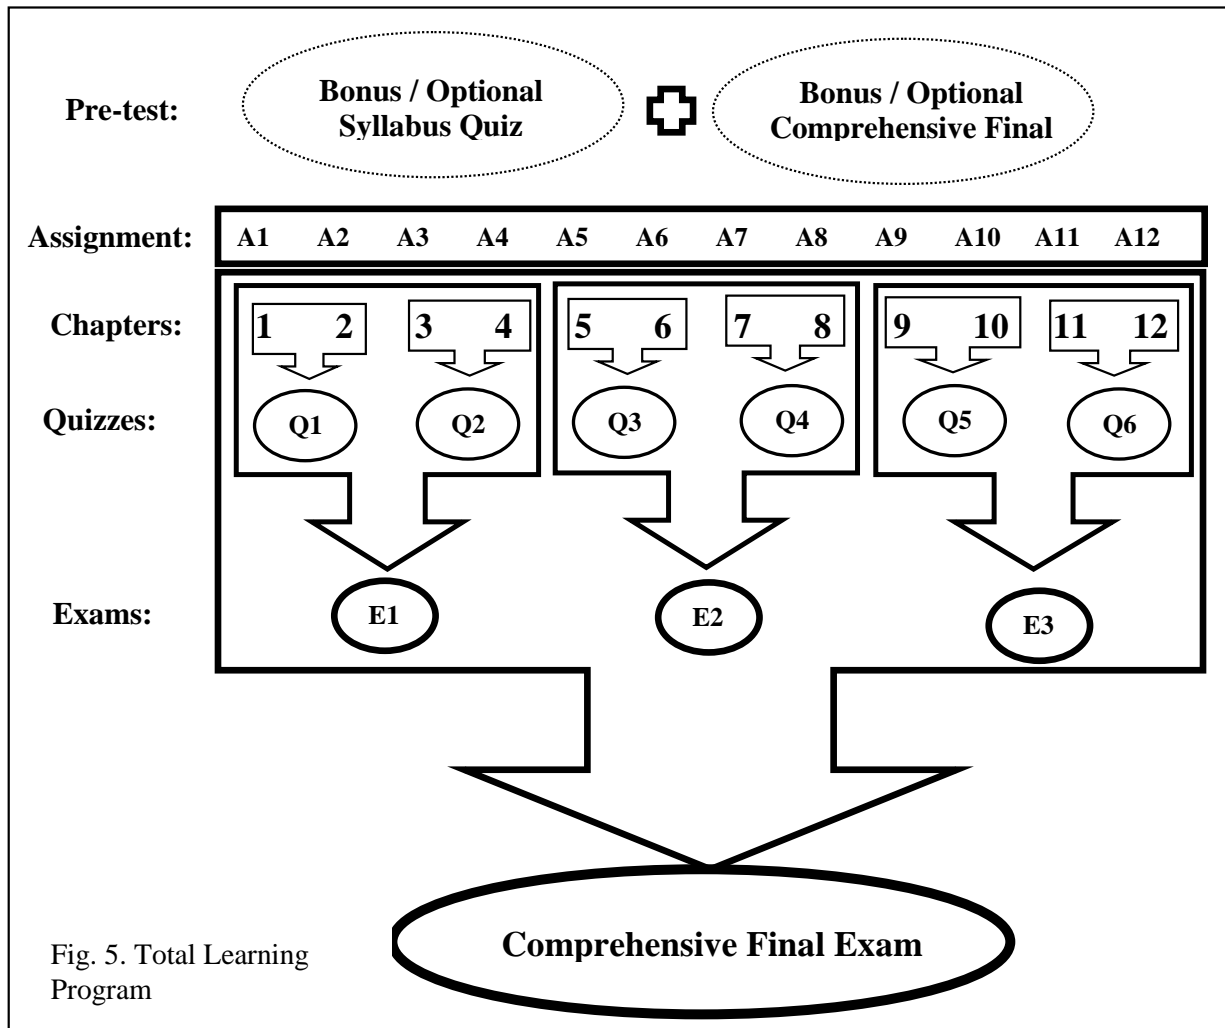 Pre-test:
Bonus / Optional
Syllabus Quiz
Bonus / Optional
Comprehensive Final
Assignment: A1 A2 A3 A4 A5 A6 A7 A8 A9 A10 A11 A12
Chapters: 1 2 3 4 5 6 7 8 9 10 11 12
Quizzes: Q1 Q2 Q3 Q4 Q5 Q6
Exams: E1 E2 E3
Comprehensive Final Exam
Fig. 5. Total Learning
Program